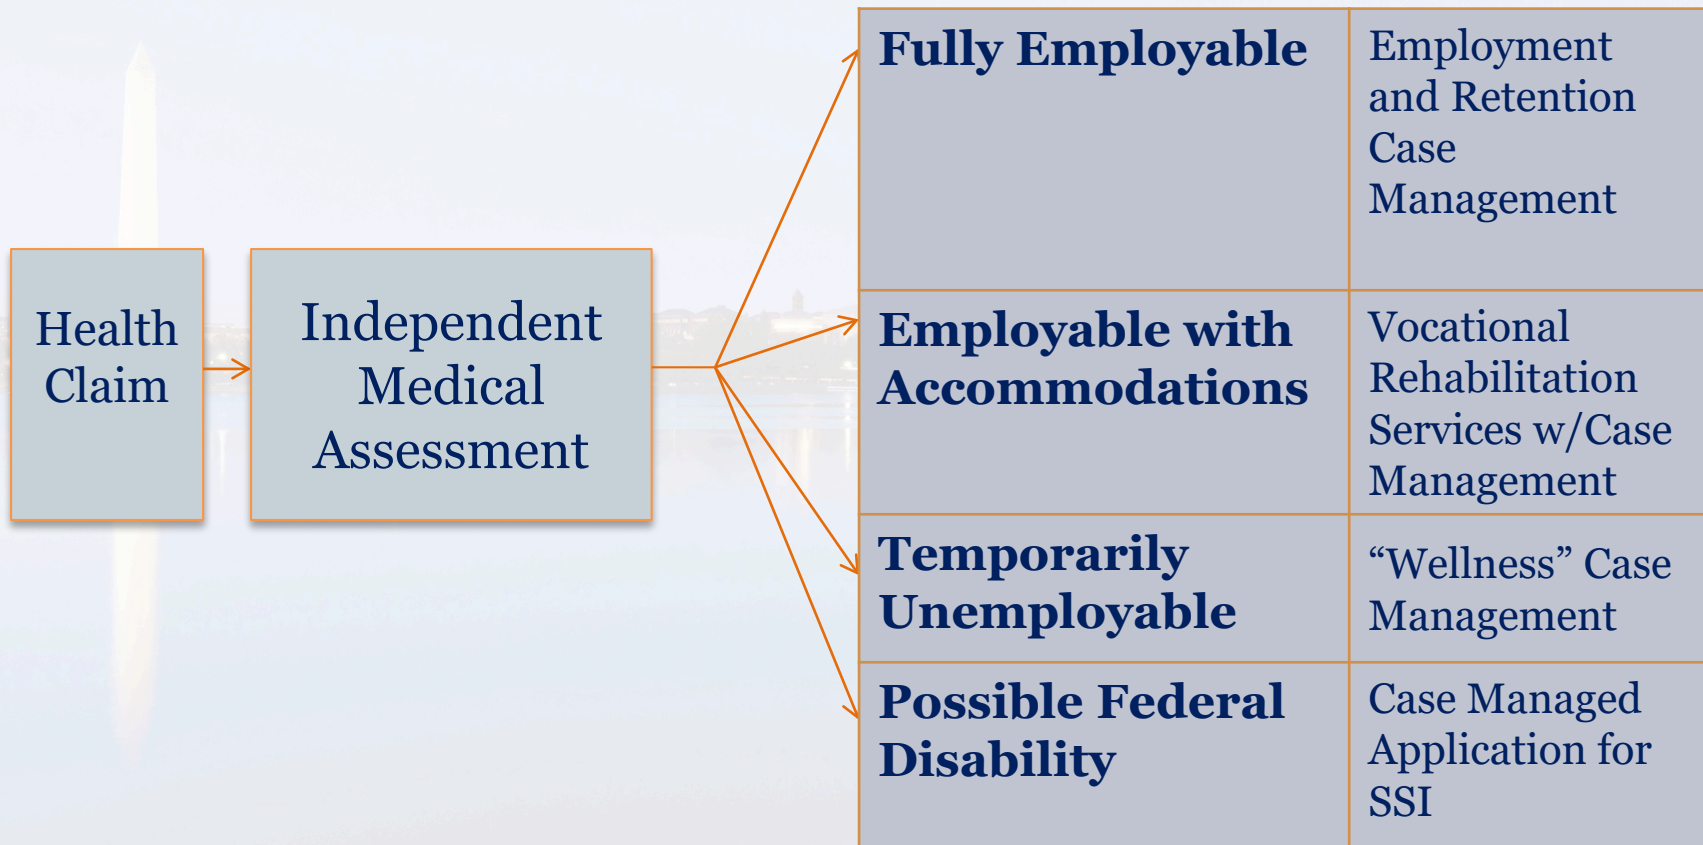 Health
Claim
Independent
Medical
Assessment
Fully Employable
Employment
and Retention
Case
Management
Employable with
Accommodations
Vocational
Rehabilitation
Services w/Case
Management
Temporarily
Unemployable
“Wellness” Case
Management
Possible Federal
Disability
Case Managed
Application for
SSI